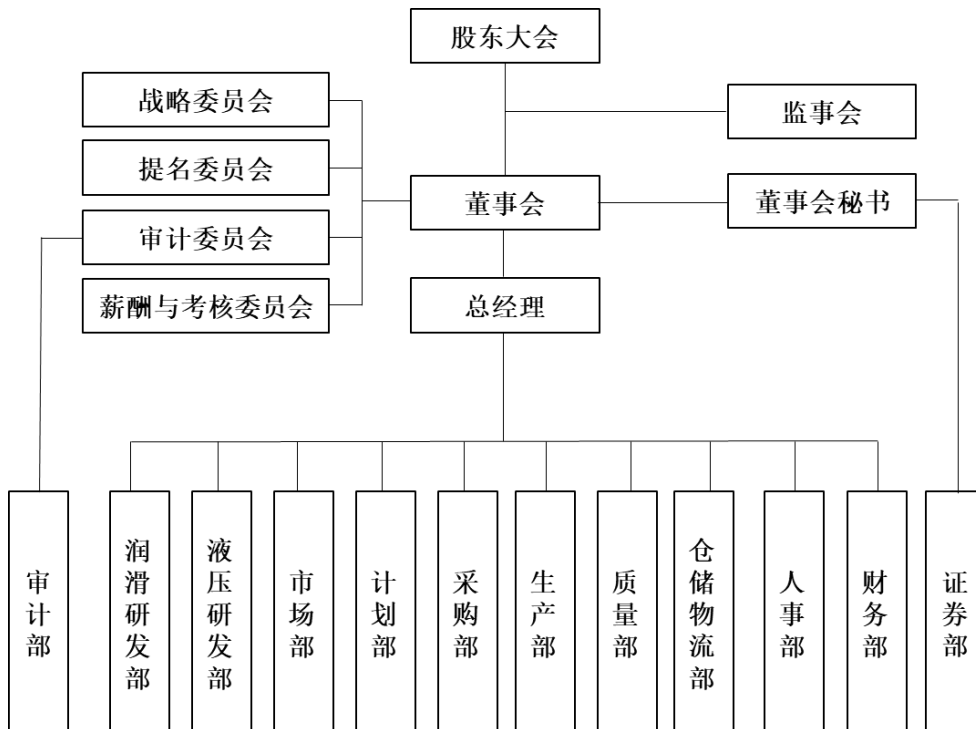 股东大会
战略委员会
监事会
提名委员会
董事会
董事会秘书
审计委员会
薪酬与考核委员会
总经理
审计部
润滑研发部
液压研发部
市场部
计划部
采购部
生产部
质量部
仓储物流部
人事部
财务部
证券部